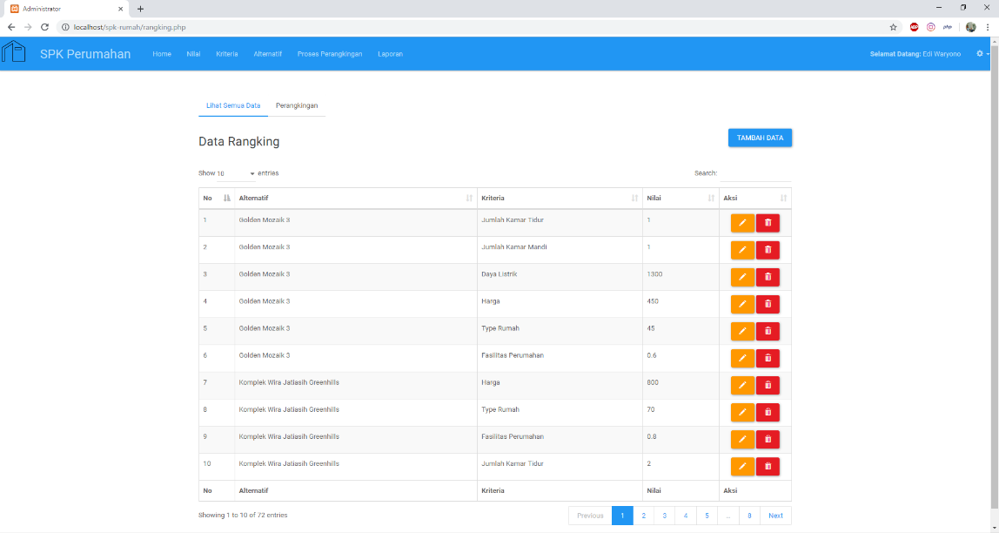 Administrator
localhost/spk-rumah/rangking.php
ABP
php
SPK Perumahan Home Nilai Kriteria Alternatif Proses Perangkingan Laporan Selamat Datang: Edi Waryono
Lihat Semua Data Perangkingan
Data Rangking TAMBAH DATA
Show 10 entries Search:
No Alternatif Kriteria Nilai Aksi
1 Golden Mozaik 3 Jumlah Kamar Tidur 1
2 Golden Mozaik 3 Jumlah Kamar Mandi 1
3 Golden Mozaik 3 Daya Listrik 1300
4 Golden Mozaik 3 Harga 450
5 Golden Mozaik 3 Type Rumah 45
6 Golden Mozaik 3 Fasilitas Perumahan 0.6
7 Komplek Wira Jatiasih Greenhills Harga 800
8 Komplek Wira Jatiasih Greenhills Type Rumah 70
9 Komplek Wira Jatiasih Greenhills Fasilitas Perumahan 0.8
10 Komplek Wira Jatiasih Greenhills Jumlah Kamar Tidur 2
No Alternatif Kriteria Nilai Aksi
Showing 1 to 10 of 72 entries Previous 1 2 3 4 5 ... 8 Next